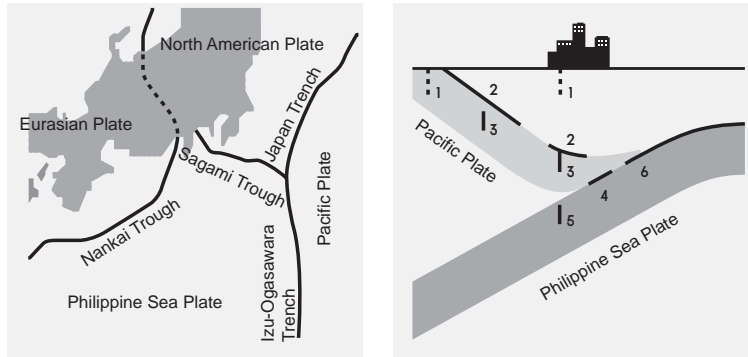 North American Plate
Eurasian Plate
Japan Trench
Sagami Trough
Pacific Plate
Nankai Trough
Izu-Ogasawara
Trench
Philippine Sea Plate
1
2
3
1
2
3
4
5
6
Pacific Plate
Philippine Sea Plate